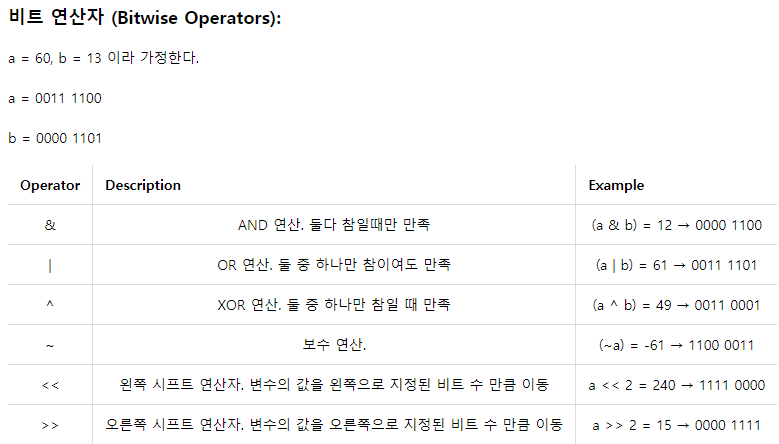 비트 연산자 (Bitwise Operators):
a = 60, b = 13 이라 가정한다.
a = 0011 1100
b = 0000 1101
Operator Description Example
& AND 연산. 둘다 참일때만 만족 (a & b) = 12 → 0000 1100
| OR 연산. 둘 중 하나만 참이여도 만족 (a | b) = 61 → 0011 1101
^ XOR 연산. 둘 중 하나만 참일 때 만족 (a ^ b) = 49 → 0011 0001
~ 보수 연산. (~a) = -61 → 1100 0011
<< 왼쪽 시프트 연산자. 변수의 값을 왼쪽으로 지정된 비트 수 만큼 이동 a << 2 = 240 → 1111 0000
>> 오른쪽 시프트 연산자. 변수의 값을 오른쪽으로 지정된 비트 수 만큼 이동 a >> 2 = 15 → 0000 1111